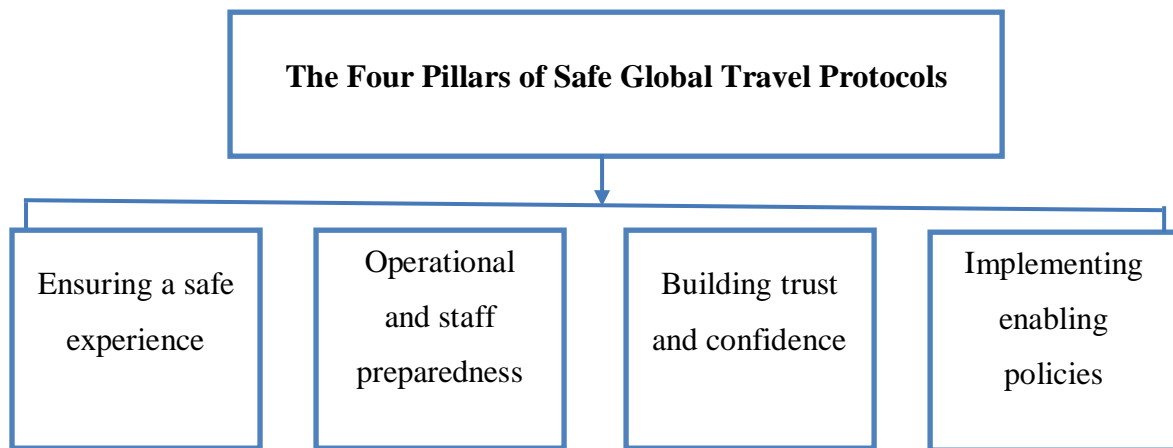 The Four Pillars of Safe Global Travel Protocols
Ensuring a safe
experience
Operational
and staff
preparedness
Building trust
and confidence
Implementing
enabling
policies